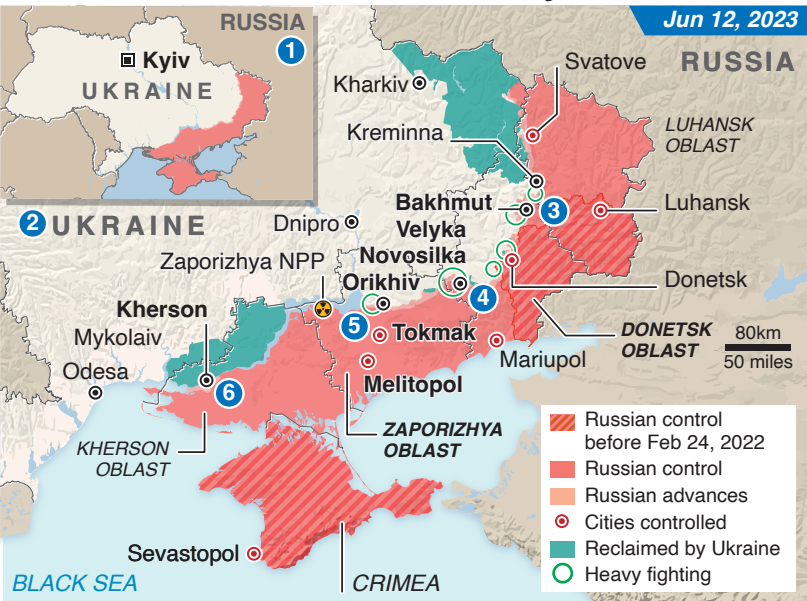 Jun 12, 2023
RUSSIA
1
Kyiv
UKRAINE
RUSSIA
Svatove
Kharkiv
Kreminna
LUHANSK
OBLAST
Bakhmut
3
Luhansk
2
UKRAINE
Dnipro
Velyka
Novosilka
Zaporizhya NPP
Orikhiv
Donetsk
4
Kherson
5
Tokmak
DONETSK
OBLAST
80km
50 miles
Mykolaiv
Mariupol
Odesa
6
Melitopol
ZAPORIZHYA
OBLAST
KHERSON
OBLAST
Russian control
before Feb 24, 2022
Russian control
Russian advances
Cities controlled
Reclaimed by Ukraine
Heavy fighting
Sevastopol
BLACK SEA
CRIMEA